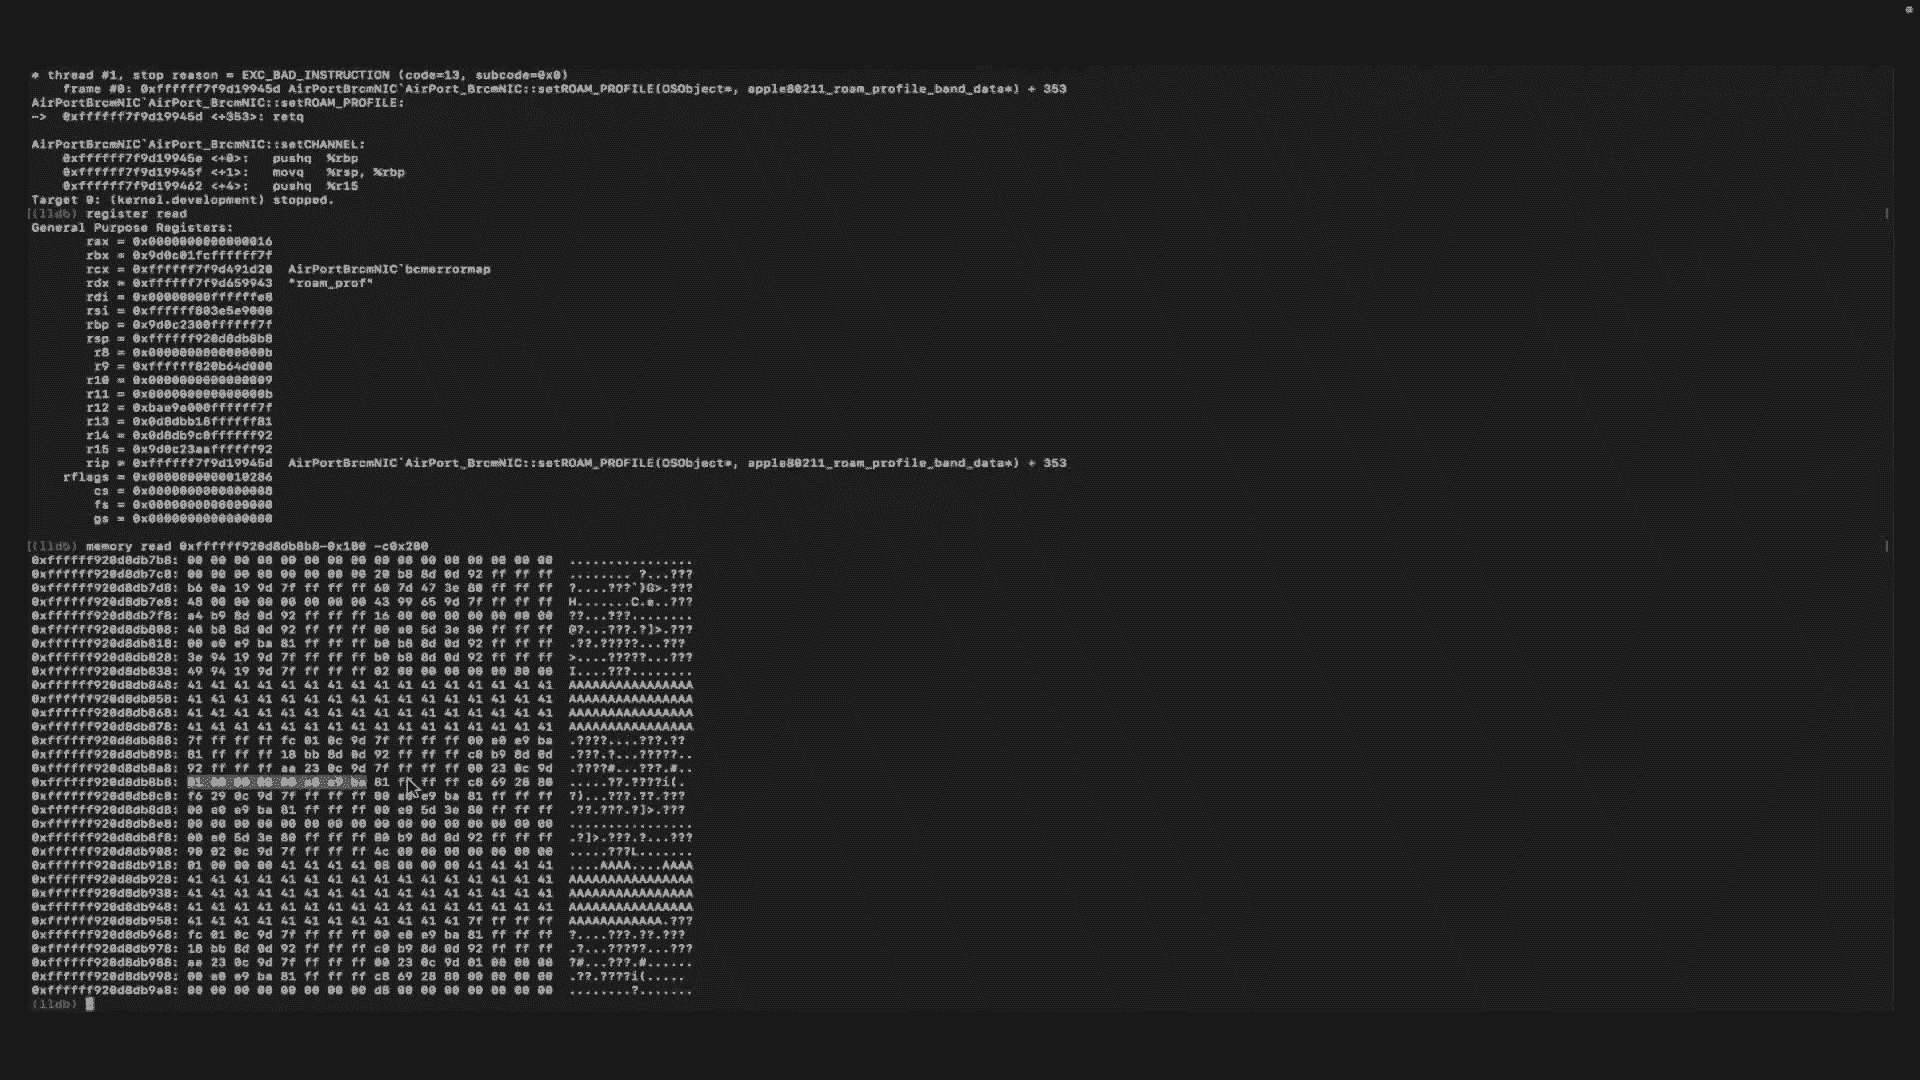 * thread #1, stop reason = EXC_BAD_INSTRUCTION (code=13, subcode=0x0)
frame #0: 0xffffff7f9d19945d AirPortBrcmNIC`AirPort_BrcmNIC::setROAM_PROFILE(OSObject*, apple80211_roam_profile_band_data*) + 353
AirPortBrcmNIC`AirPort_BrcmNIC::setROAM_PROFILE:
-> 0xffffff7f9d19945d <+353>: retq
AirPortBrcmNIC`AirPort_BrcmNIC::setCHANNEL:
0xffffff7f9d19945e <+0>: pushq %rbp
0xffffff7f9d19945f <+1>: movq %rsp, %rbp
0xffffff7f9d199462 <+4>: pushq %r15
Target 0: (kernel.development) stopped.
(lldb) register read
General Purpose Registers:
rax = 0x0000000000000016
rbx = 0x9d0c01fcffffff7f
rcx = 0xffffff7f9d491d20 AirPortBrcmNIC`bcmerrormap
rdx = 0xffffff7f9d659943 "roam_prof"
rdi = 0x00000000ffffffe8
rsi = 0xffffff803e5e9000
rbp = 0x9d0c2300ffffff7f
rsp = 0xffffff920d8db8b8
r8 = 0x000000000000000b
r9 = 0xffffff820b64d000
r10 = 0x0000000000000009
r11 = 0x000000000000000b
r12 = 0xbae9e000ffffff7f
r13 = 0x0d8dbb18ffffff81
r14 = 0x0d8db9c0ffffff92
r15 = 0x9d0c23aaffffff92
rip = 0xffffff7f9d19945d AirPortBrcmNIC`AirPort_BrcmNIC::setROAM_PROFILE(OSObject*, apple80211_roam_profile_band_data*) + 353
rflags = 0x0000000000010286
cs = 0x0000000000000008
fs = 0x0000000000000000
gs = 0x0000000000000000
(lldb) memory read 0xffffff920d8db8b8-0x100 -c0x200
0xffffff920d8db7b8: 00 00 00 00 00 00 00 00 00 00 00 00 00 00 00 00 ................
0xffffff920d8db7c8: 00 00 00 00 00 00 00 00 20 b8 8d 0d 92 ff ff ff ........ ?...???
0xffffff920d8db7d8: b6 0a 19 9d 7f ff ff ff 60 7d 47 3e 80 ff ff ff ?....???`}G>.???
0xffffff920d8db7e8: 48 00 00 00 00 00 00 00 43 99 65 9d 7f ff ff ff H.......C.e..???
0xffffff920d8db7f8: a4 b9 8d 0d 92 ff ff ff 16 00 00 00 00 00 00 00 ??...???........
0xffffff920d8db808: 40 b8 8d 0d 92 ff ff ff 00 e0 5d 3e 80 ff ff ff @?...???.?]>.???
0xffffff920d8db818: 00 e0 e9 ba 81 ff ff ff b0 b8 8d 0d 92 ff ff ff .??.?????...???
0xffffff920d8db828: 3e 94 19 9d 7f ff ff ff b0 b8 8d 0d 92 ff ff ff >....?????...???
0xffffff920d8db838: 49 94 19 9d 7f ff ff ff 02 00 00 00 00 00 00 00 I....???........
0xffffff920d8db848: 41 41 41 41 41 41 41 41 41 41 41 41 41 41 41 41 AAAAAAAAAAAAAAAA
0xffffff920d8db858: 41 41 41 41 41 41 41 41 41 41 41 41 41 41 41 41 AAAAAAAAAAAAAAAA
0xffffff920d8db868: 41 41 41 41 41 41 41 41 41 41 41 41 41 41 41 41 AAAAAAAAAAAAAAAA
0xffffff920d8db878: 41 41 41 41 41 41 41 41 41 41 41 41 41 41 41 41 AAAAAAAAAAAAAAAA
0xffffff920d8db888: 7f ff ff ff fc 01 0c 9d 7f ff ff ff 00 e0 e9 ba .????....???.??
0xffffff920d8db898: 81 ff ff ff 18 bb 8d 0d 92 ff ff ff c0 b9 8d 0d .???.?...?????..
0xffffff920d8db8a8: 92 ff ff ff aa 23 0c 9d 7f ff ff ff 00 23 0c 9d .????#...???.#..
0xffffff920d8db8b8: 01 00 00 00 00 e0 e9 ba 81 ff ff ff c8 69 28 80 .....??.????i(.
0xffffff920d8db8c8: f6 29 0c 9d 7f ff ff ff 00 e0 e9 ba 81 ff ff ff ?)...???.??.???
0xffffff920d8db8d8: 00 e0 e9 ba 81 ff ff ff 00 e0 5d 3e 80 ff ff ff .??.???.?]>.???
0xffffff920d8db8e8: 00 00 00 00 00 00 00 00 00 00 00 00 00 00 00 00 ................
0xffffff920d8db8f8: 00 e0 5d 3e 80 ff ff ff 00 b9 8d 0d 92 ff ff ff .?]>.???.?...???
0xffffff920d8db908: 90 02 0c 9d 7f ff ff ff 4c 00 00 00 00 00 00 00 .....???L.......
0xffffff920d8db918: 01 00 00 00 41 41 41 41 08 00 00 00 41 41 41 41 ....AAAA....AAAA
0xffffff920d8db928: 41 41 41 41 41 41 41 41 41 41 41 41 41 41 41 41 AAAAAAAAAAAAAAAA
0xffffff920d8db938: 41 41 41 41 41 41 41 41 41 41 41 41 41 41 41 41 AAAAAAAAAAAAAAAA
0xffffff920d8db948: 41 41 41 41 41 41 41 41 41 41 41 41 41 41 41 41 AAAAAAAAAAAAAAAA
0xffffff920d8db958: 41 41 41 41 41 41 41 41 41 41 41 41 7f ff ff ff AAAAAAAAAAAA.???
0xffffff920d8db968: fc 01 0c 9d 7f ff ff ff 00 e0 e9 ba 81 ff ff ff ?....???.??.???
0xffffff920d8db978: 18 bb 8d 0d 92 ff ff ff c0 b9 8d 0d 92 ff ff ff .?...?????...???
0xffffff920d8db988: aa 23 0c 9d 7f ff ff ff 00 23 0c 9d 01 00 00 00 ?#...???.#......
0xffffff920d8db998: 00 e0 e9 ba 81 ff ff ff c8 69 28 80 00 00 00 00 .??.????i(.....
0xffffff920d8db9a8: 00 00 00 00 00 00 00 00 d8 00 00 00 00 00 00 00 ........?.......
(lldb)